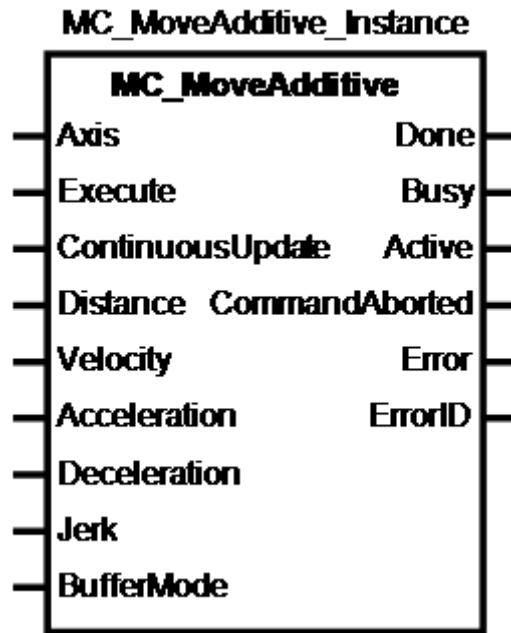 MC_MoveAdditive_Instance
MC_MoveAdditive
Axis Done
Execute Busy
ContinuousUpdate Active
Distance CommandAborted
Velocity Error
Acceleration ErrorID
Deceleration
Jerk
BufferMode